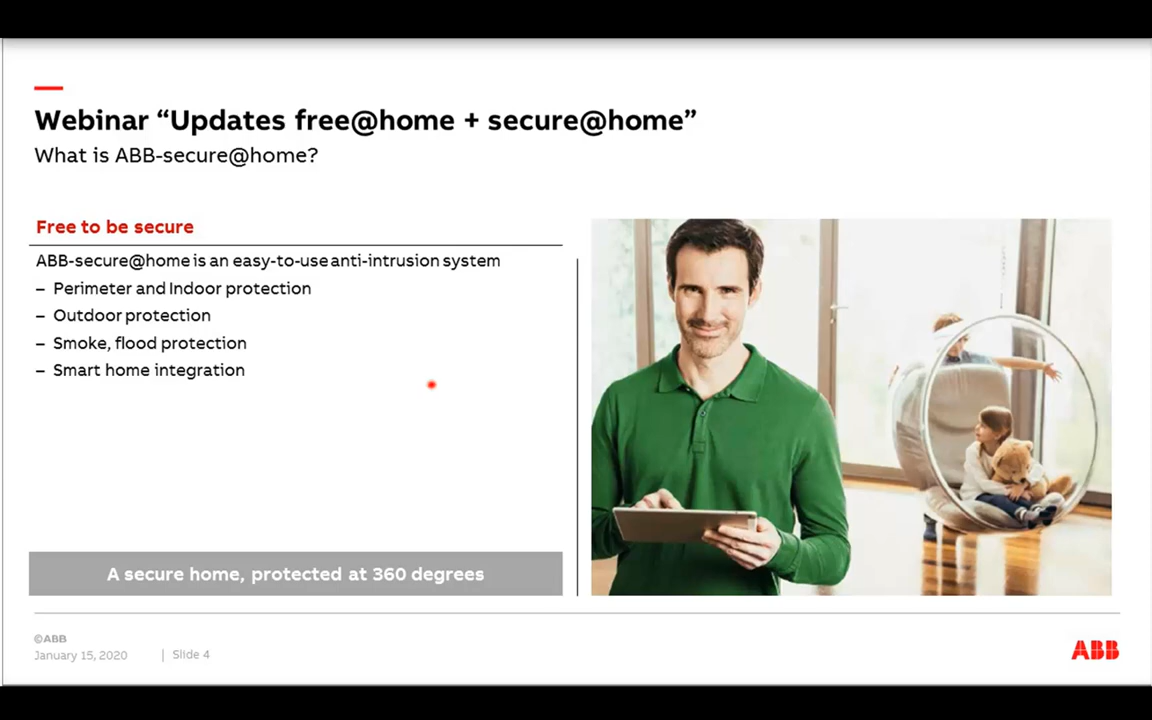 Webinar “Updates free@home + secure@home”
What is ABB-secure@home?
Free to be secure
ABB-secure@home is an easy-to-use anti-intrusion system
– Perimeter and Indoor protection
– Outdoor protection
– Smoke, flood protection
– Smart home integration
A secure home, protected at 360 degrees
©ABB
January 15, 2020 | Slide 4
ABB